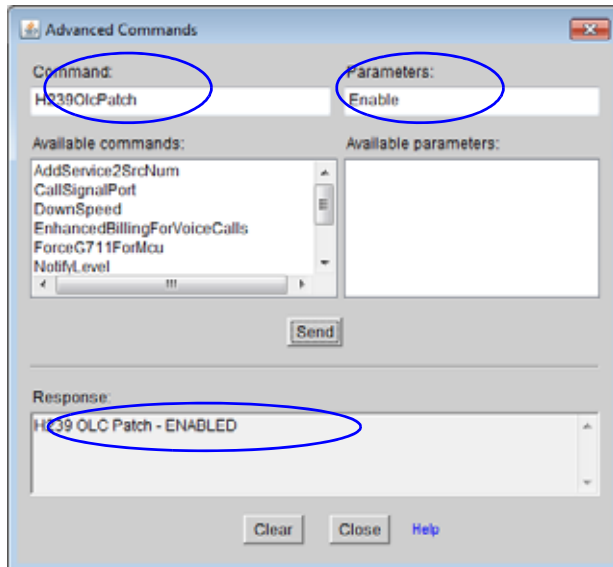 Advanced Commands
Command: Parameters:
H239OlcPatch Enable
Available commands: Available parameters:
AddService2SrcNum
CallSignalPort
DownSpeed
EnhancedBillingForVoiceCalls
ForceG711ForMcu
NotifyLevel
Send
Response:
H239 OLC Patch - ENABLED
Clear Close Help